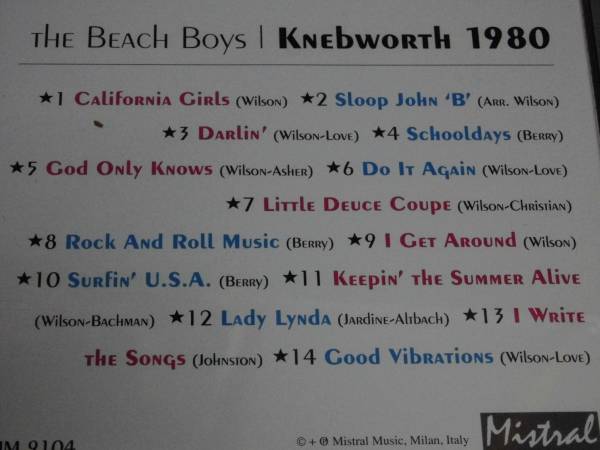 THE BEACH BOYS | KNEBWORTH 1980
★1 CALIFORNIA GIRLS (WILSON) ★2 SLOOP JOHN 'B' (ARR. WILSON)
★3 DARLIN' (WILSON-LOVE) ★4 SCHOOLDAYS (BERRY)
★5 GOD ONLY KNOWS (WILSON-ASHER) ★6 DO IT AGAIN (WILSON-LOVE)
★7 LITTLE DEUCE COUPE (WILSON-CHRISTIAN)
★8 ROCK AND ROLL MUSIC (BERRY) ★9 I GET AROUND (WILSON)
★10 SURFIN' U.S.A. (BERRY) ★11 KEEPIN' THE SUMMER ALIVE
(WILSON-BACHMAN) ★12 LADY LYNDA (JARDINE-ALTBACH) ★13 I WRITE
THE SONGS (JOHNSTON) ★14 GOOD VIBRATIONS (WILSON-LOVE)
9104
© + ℗ Mistral Music, Milan, Italy
Mistral